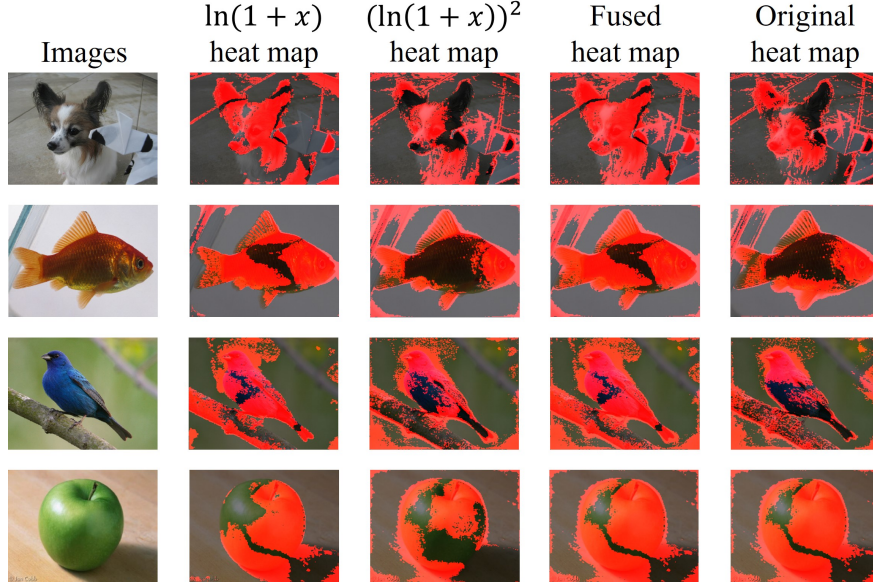 Images
ln(1 + x)
heat map
(ln(1 + x))²
heat map
Fused
heat map
Original
heat map